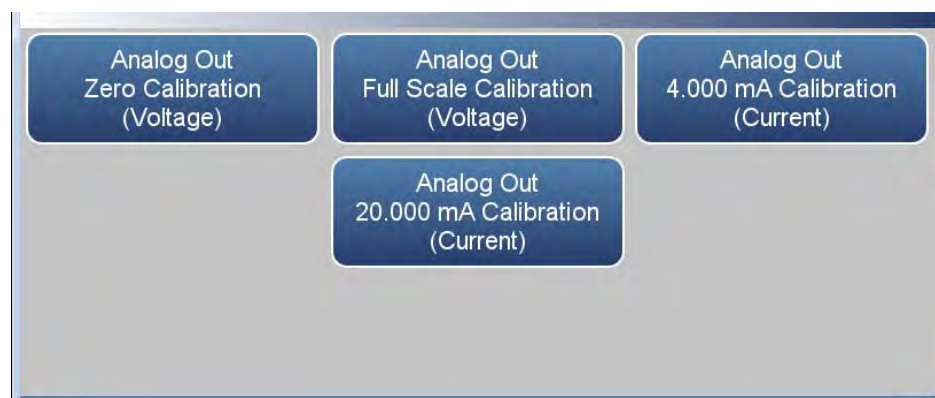 Analog Out
Zero Calibration
(Voltage)
Analog Out
Full Scale Calibration
(Voltage)
Analog Out
4.000 mA Calibration
(Current)
Analog Out
20.000 mA Calibration
(Current)